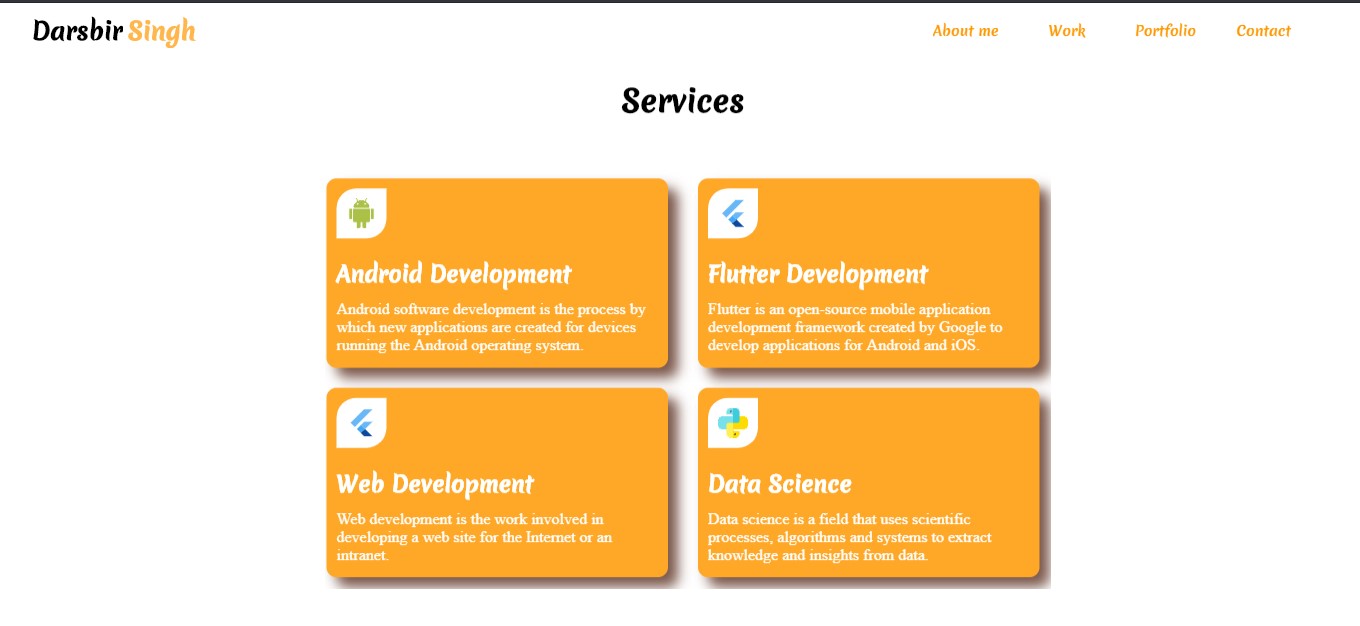 Darsbir Singh
About me Work Portfolio Contact
Services
Android Development
Android software development is the process by
which new applications are created for devices
running the Android operating system.
Flutter Development
Flutter is an open-source mobile application
development framework created by Google to
develop applications for Android and iOS.
Web Development
Web development is the work involved in
developing a web site for the Internet or an
intranet.
Data Science
Data science is a field that uses scientific
processes, algorithms and systems to extract
knowledge and insights from data.